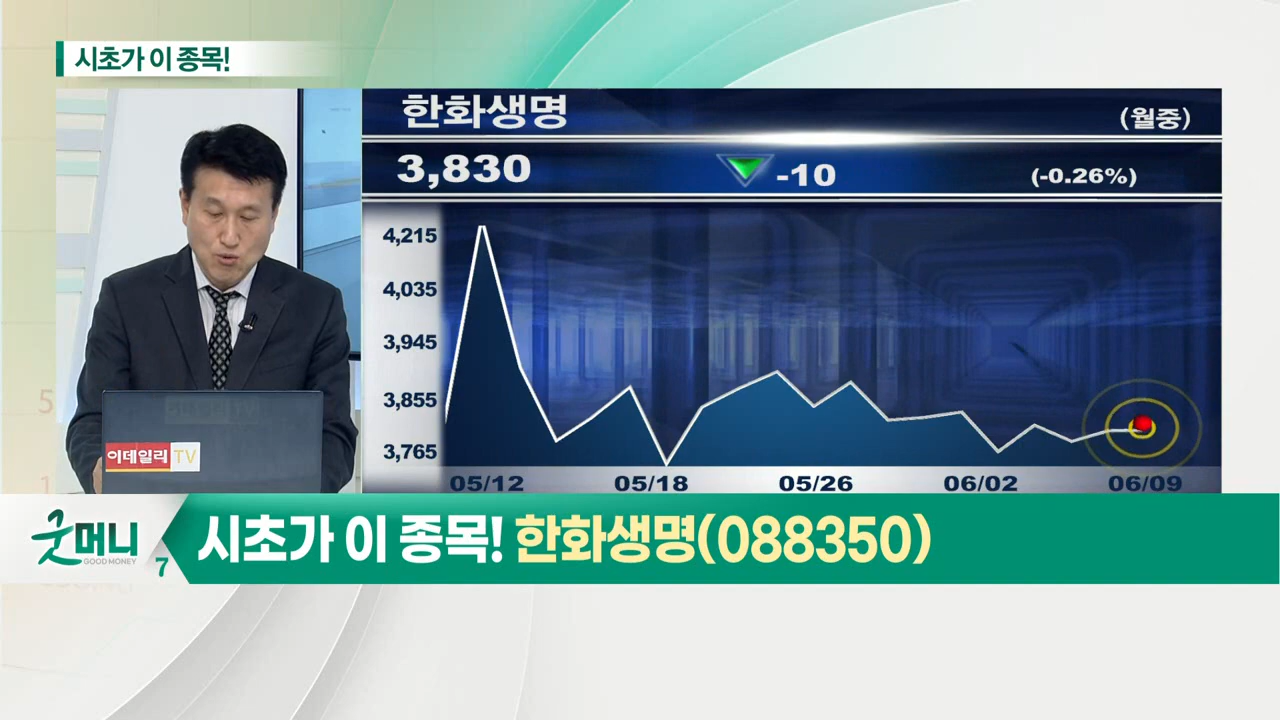 시초가 이 종목!
한화생명
(월중)
3,830
-10
(-0.26%)
4,215
4,035
3,945
3,855
3,765
05/12
05/18
05/26
06/02
06/09
이데일리 TV
굿머니
GOOD MONEY
7
시초가 이 종목! 한화생명(088350)
5
1